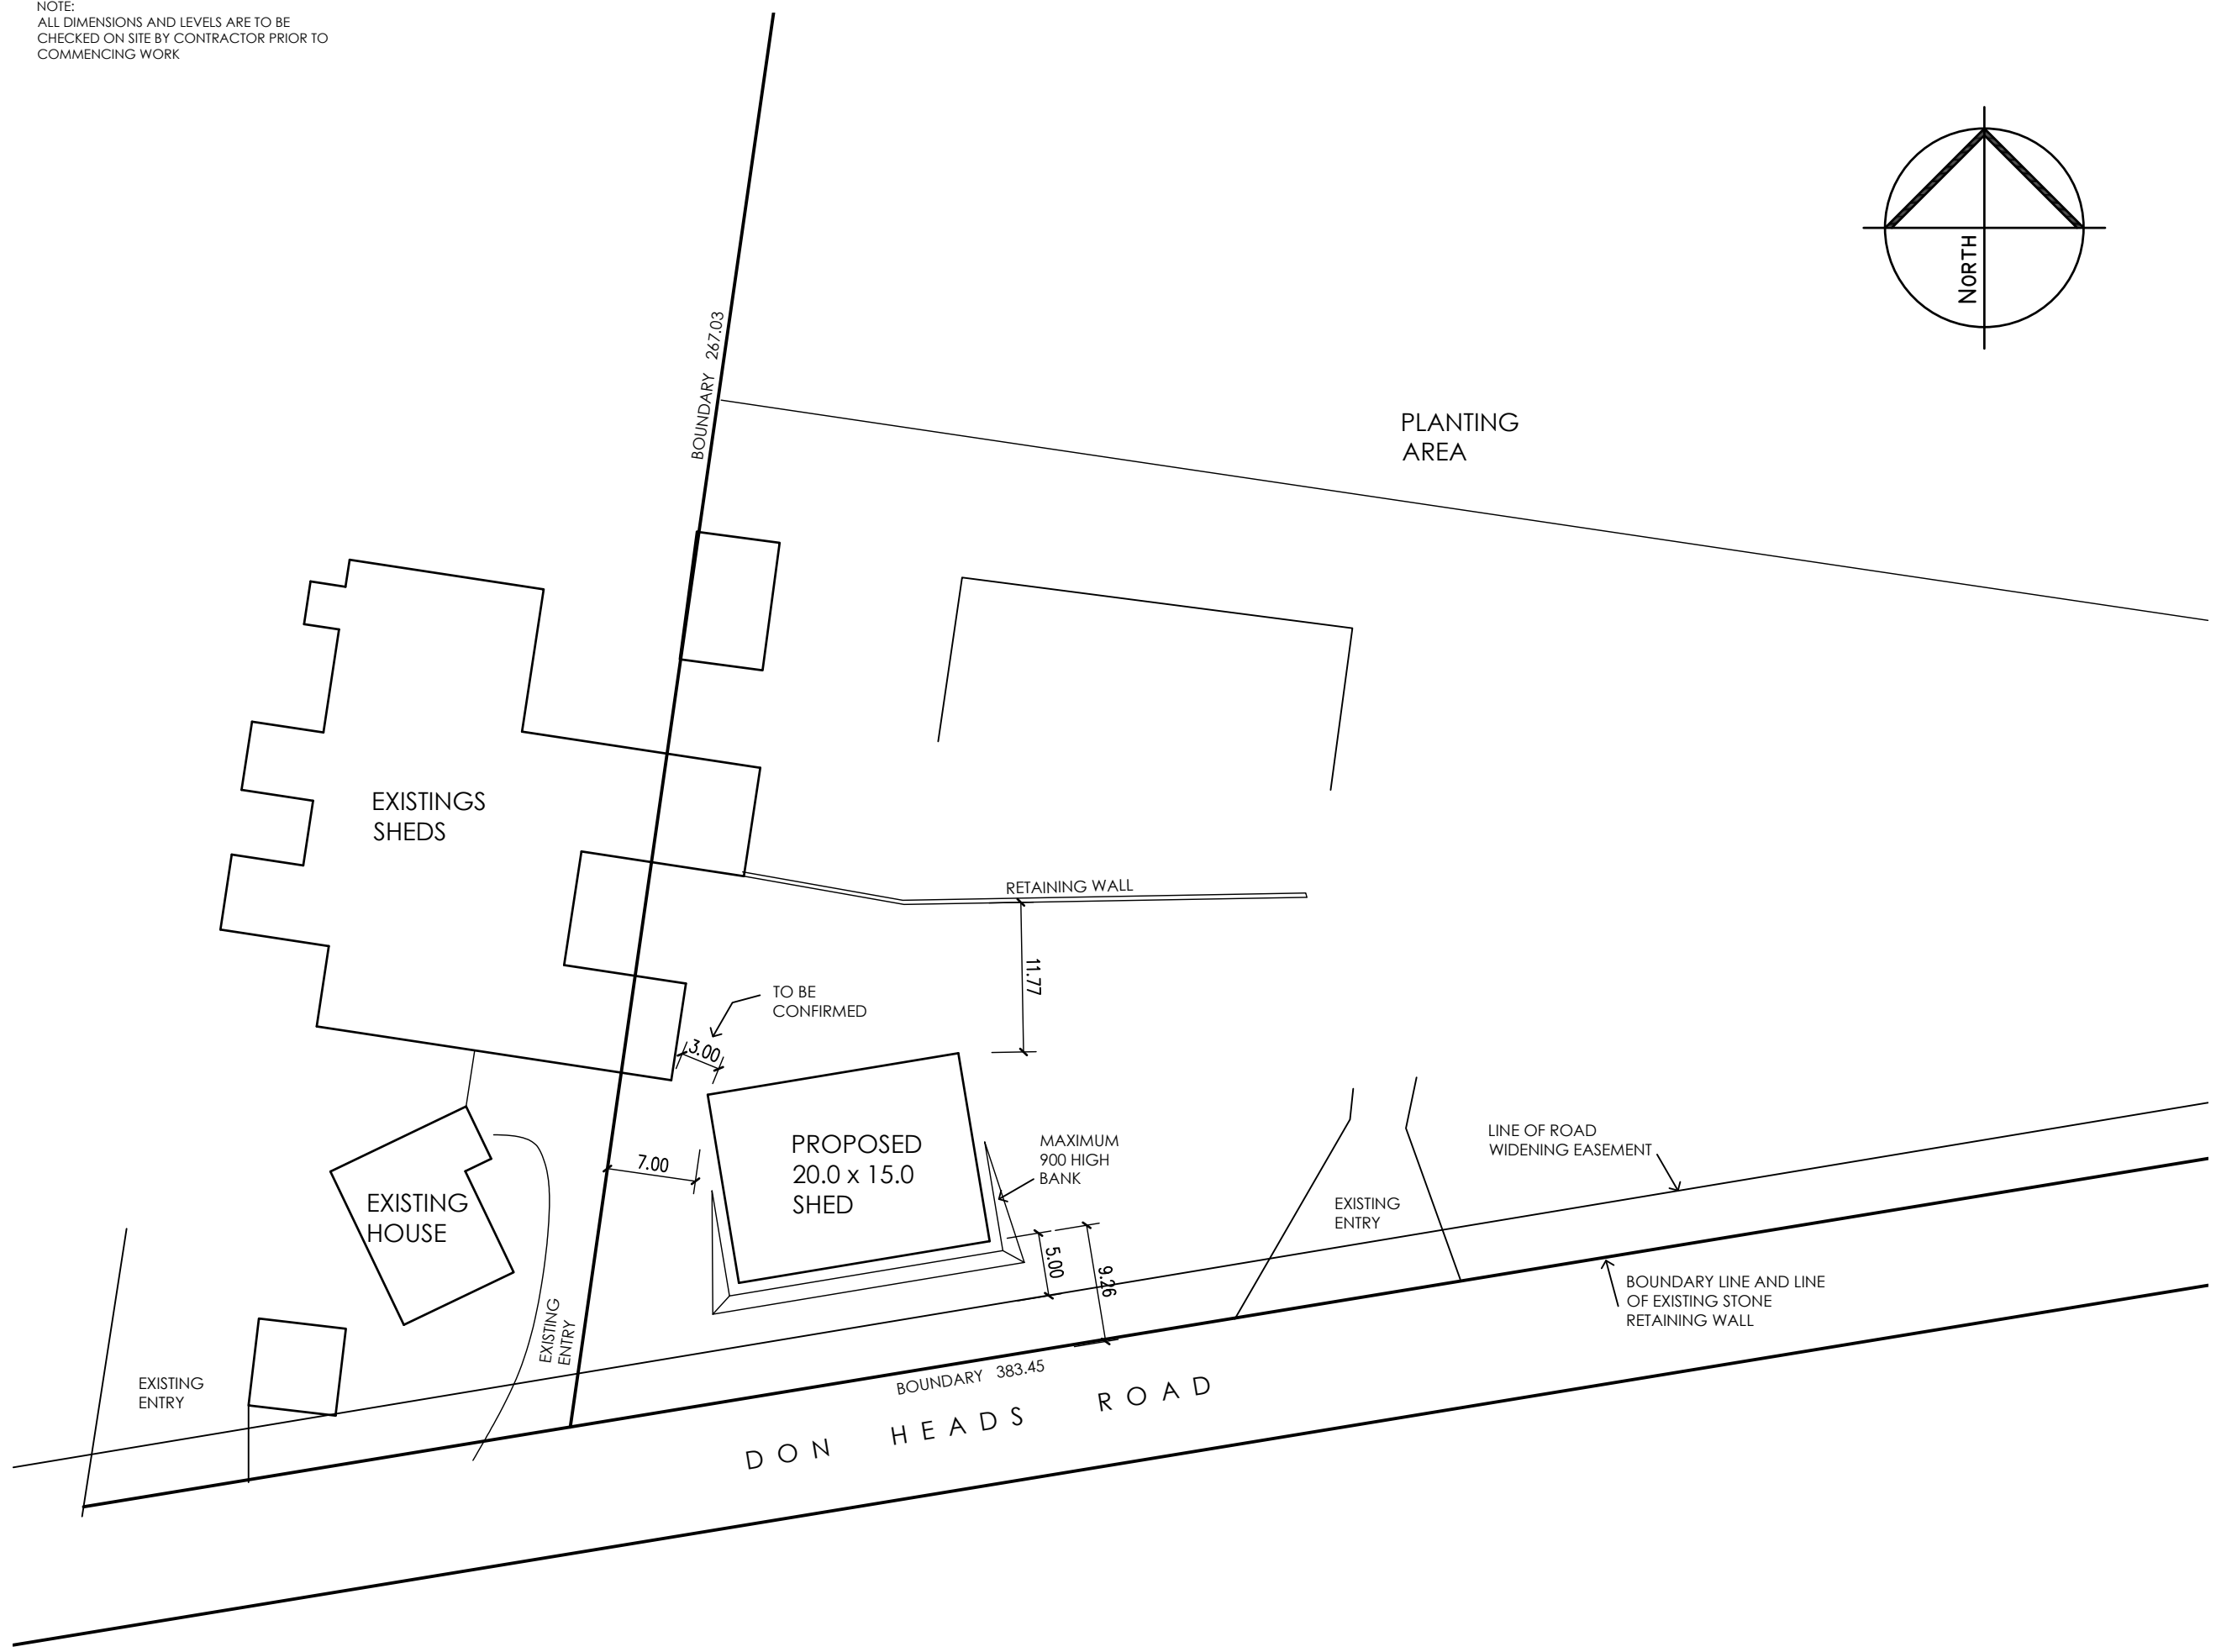 NOTE:
ALL DIMENSIONS AND LEVELS ARE TO BE
CHECKED ON SITE BY CONTRACTOR PRIOR TO
COMMENCING WORK
NORTH
BOUNDARY 267.03
PLANTING
AREA
EXISTINGS
SHEDS
RETAINING WALL
11.77
TO BE
CONFIRMED
3.00
7.00
PROPOSED
20.0 x 15.0
SHED
MAXIMUM
900 HIGH
BANK
LINE OF ROAD
WIDENING EASEMENT
EXISTING
HOUSE
EXISTING
ENTRY
5.00
9.26
EXISTING
ENTRY
BOUNDARY LINE AND LINE
OF EXISTING STONE
RETAINING WALL
EXISTING
ENTRY
BOUNDARY 383.45
DON HEADS ROAD